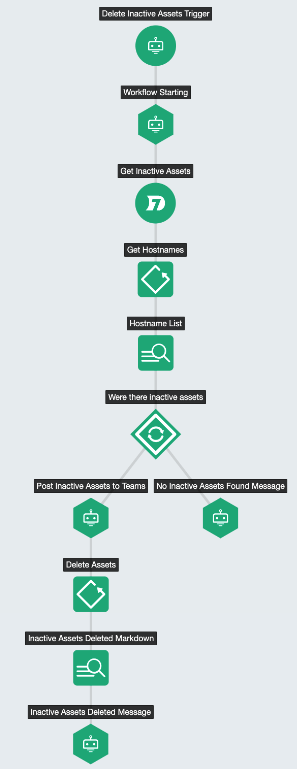 Delete Inactive Assets Trigger
Workflow Starting
Get Inactive Assets
Get Hostnames
Hostname List
Were there inactive assets
Post Inactive Assets to Teams
No Inactive Assets Found Message
Delete Assets
Inactive Assets Deleted Markdown
Inactive Assets Deleted Message